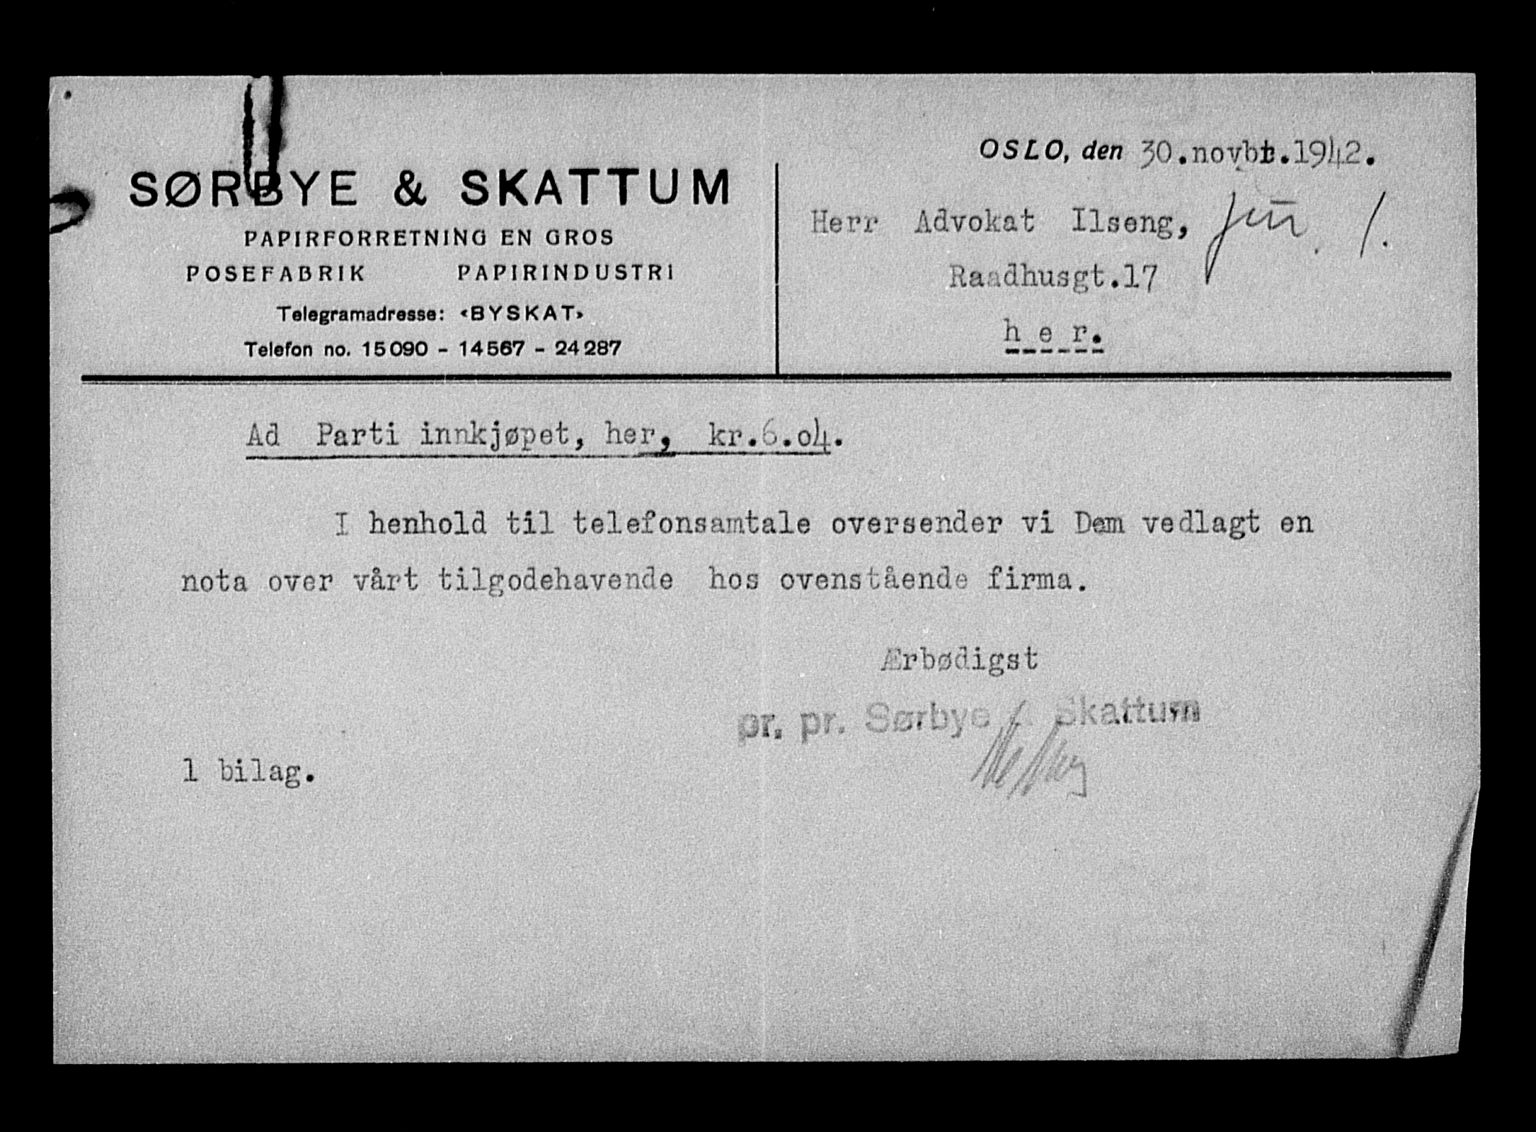 SØRBYE & SKATTUM
PAPIRFORRETNING EN GROS
POSEFABRIK PAPIRINDUSTRI
Telegramadresse: «BYSKAT»
Telefon no. 15090 - 14567 - 24287
OSLO, den 30.novbt.1942.
Herr Advokat Ilseng,
Raadhusgt.17
h e r.
Ad Parti innkjøpet, her, kr.6.04.
I henhold til telefonsamtale oversender vi Dem vedlagt en
nota over vårt tilgodehavende hos ovenstående firma.
Ærbødigst
pr. pr. Sørbye & Skattum
1 bilag.